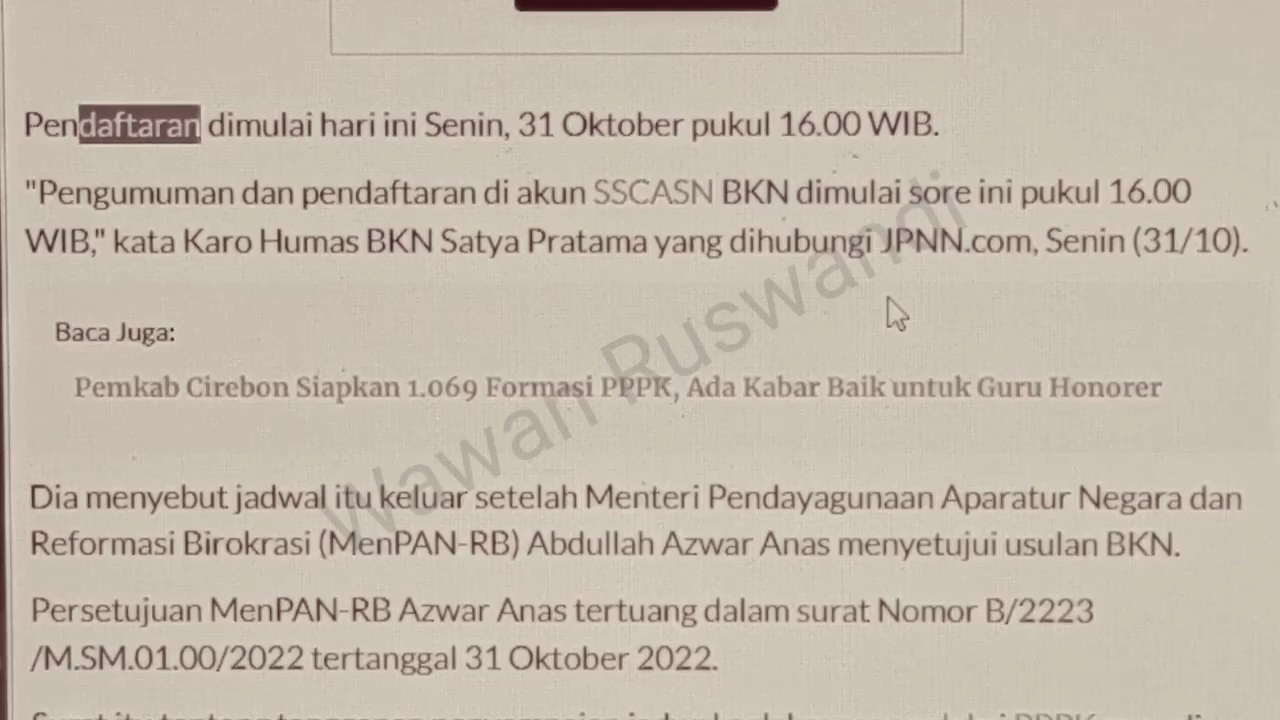 Pendaftaran dimulai hari ini Senin, 31 Oktober pukul 16.00 WIB.
"Pengumuman dan pendaftaran di akun SSCASN BKN dimulai sore ini pukul 16.00
WIB," kata Karo Humas BKN Satya Pratama yang dihubungi JPNN.com, Senin (31/10).
Baca Juga:
Pemkab Cirebon Siapkan 1.069 Formasi PPPK, Ada Kabar Baik untuk Guru Honorer
Wawan Ruswandi
Dia menyebut jadwal itu keluar setelah Menteri Pendayagunaan Aparatur Negara dan
Reformasi Birokrasi (MenPAN-RB) Abdullah Azwar Anas menyetujui usulan BKN.
Persetujuan MenPAN-RB Azwar Anas tertuang dalam surat Nomor B/2223
/M.SM.01.00/2022 tertanggal 31 Oktober 2022.